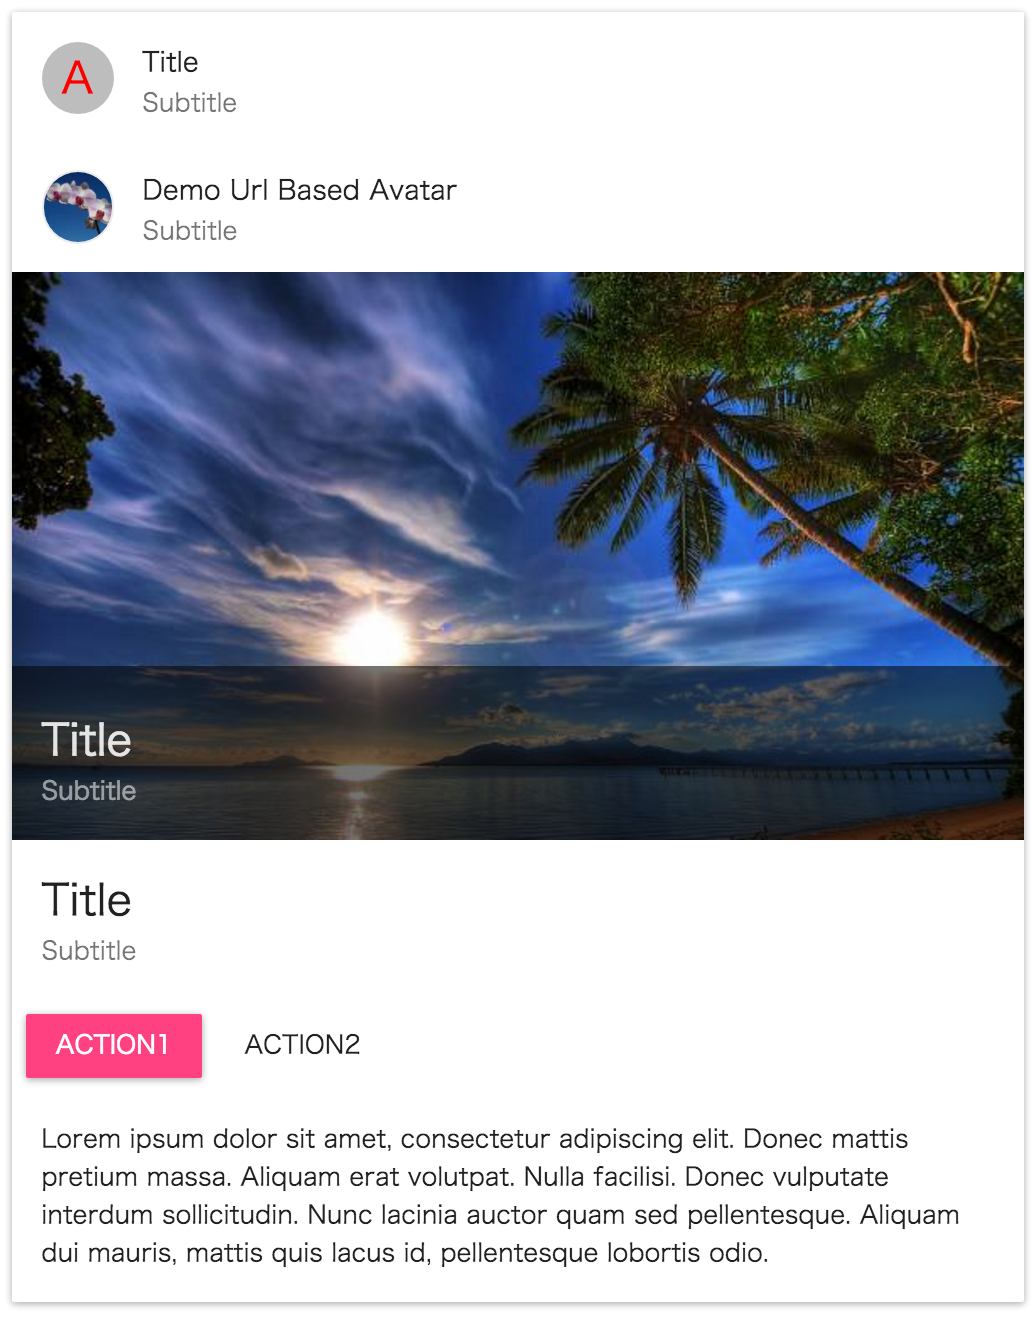 A
Title
Subtitle
Demo Url Based Avatar
Subtitle
Title
Subtitle
Title
Subtitle
ACTION1
ACTION2
Lorem ipsum dolor sit amet, consectetur adipiscing elit. Donec mattis
pretium massa. Aliquam erat volutpat. Nulla facilisi. Donec vulputate
interdum sollicitudin. Nunc lacinia auctor quam sed pellentesque. Aliquam
dui mauris, mattis quis lacus id, pellentesque lobortis odio.